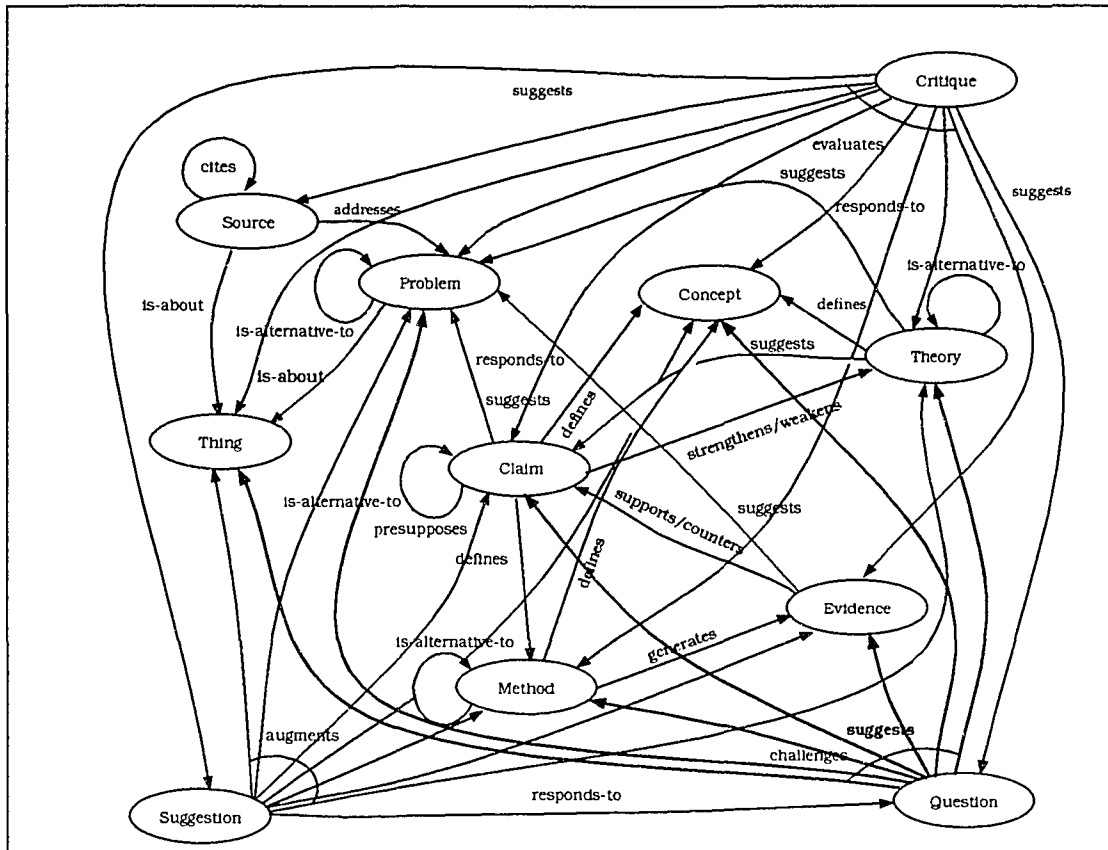 Critique
suggests
evaluates
cites
suggests
suggests
addresses
responds-to
Source
is-alternative-to
Problem
Concept
is-about
defines
is-alternative-to
suggests
Theory
responds-to
is-about
suggests
defines
Thing
strengthens/weakens
Claim
is-alternative-to
supports/counters
suggests
presupposes
defines
defines
Evidence
is-alternative-to
generates
Method
augments
suggests
challenges
responds-to
Question
Suggestion